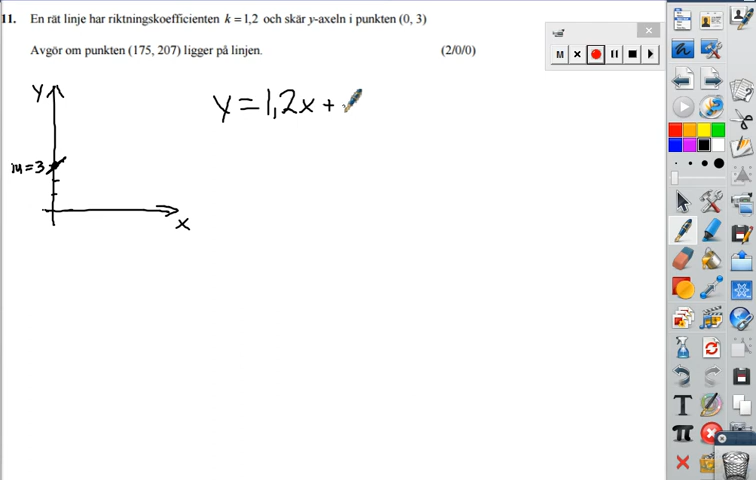 11. En rät linje har riktningskoefficienten k = 1,2 och skär y-axeln i punkten (0, 3)
Avgör om punkten (175, 207) ligger på linjen. (2/0/0)
M
y
y = 1,2x +
m = 3
x
T
π